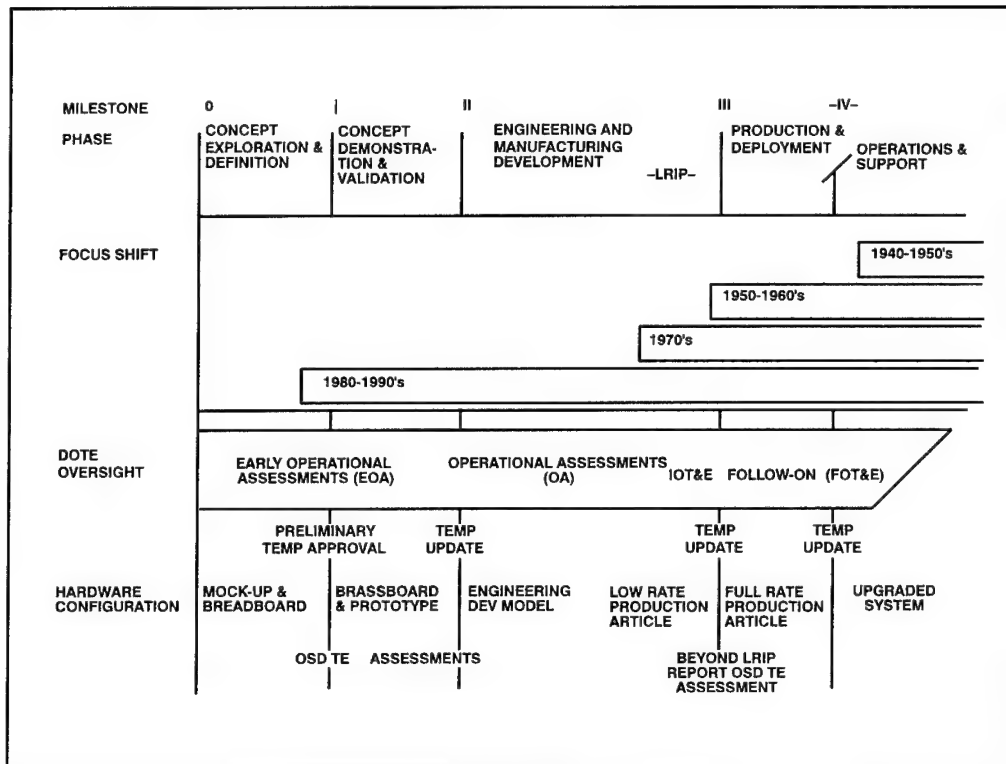 MILESTONE 0 I II III –IV–
PHASE
CONCEPT
EXPLORATION &
DEFINITION
CONCEPT
DEMONSTRA-
TION &
VALIDATION
ENGINEERING AND
MANUFACTURING
DEVELOPMENT
–LRIP–
PRODUCTION &
DEPLOYMENT
OPERATIONS &
SUPPORT
FOCUS SHIFT
1940-1950's
1950-1960's
1970's
1980-1990's
DOTE
OVERSIGHT
EARLY OPERATIONAL
ASSESSMENTS (EOA)
OPERATIONAL ASSESSMENTS
(OA)
IOT&E FOLLOW-ON (FOT&E)
PRELIMINARY
TEMP APPROVAL
TEMP
UPDATE
TEMP
UPDATE
TEMP
UPDATE
HARDWARE
CONFIGURATION
MOCK-UP &
BREADBOARD
BRASSBOARD
& PROTOTYPE
ENGINEERING
DEV MODEL
LOW RATE
PRODUCTION
ARTICLE
FULL RATE
PRODUCTION
ARTICLE
UPGRADED
SYSTEM
OSD TE ASSESSMENTS
BEYOND LRIP
REPORT OSD TE
ASSESSMENT